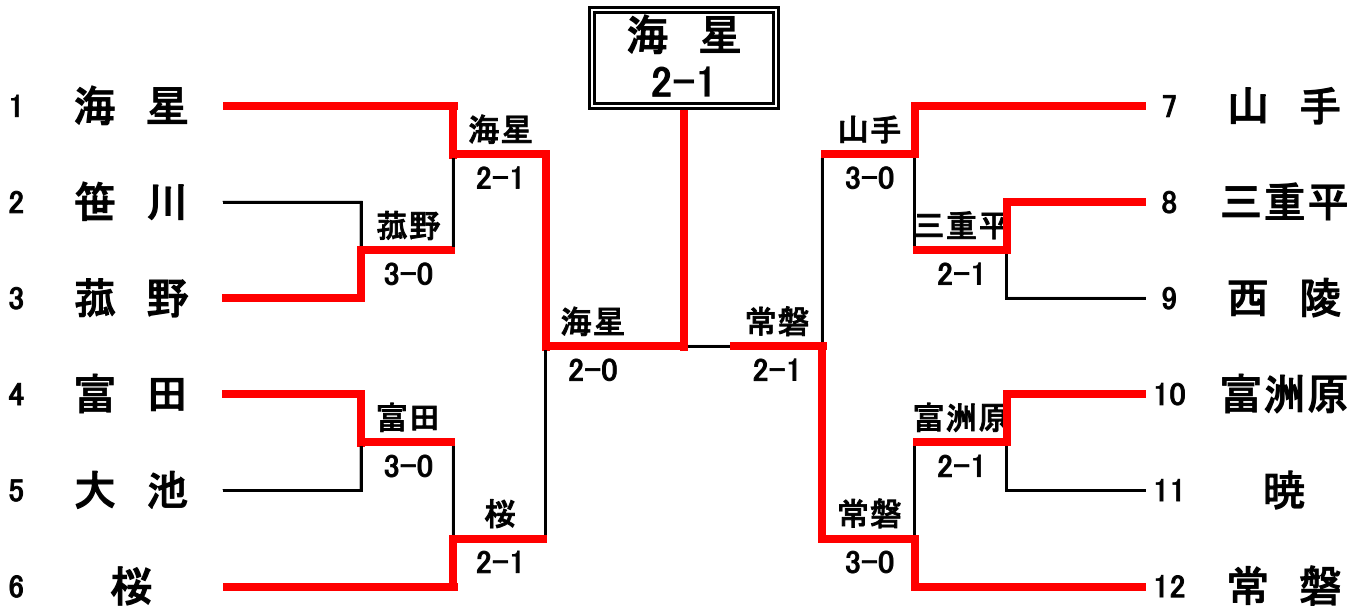 海 星
2-1
1 海 星
海星
2-1
2 笹 川
菰野
3-0
3 菰 野
海星
2-0
4 富 田
富田
3-0
5 大 池
桜
2-1
6 桜
7 山 手
山手
3-0
8 三重平
三重平
2-1
9 西 陵
常磐
2-1
10 富洲原
富洲原
2-1
11 暁
常磐
3-0
12 常 磐